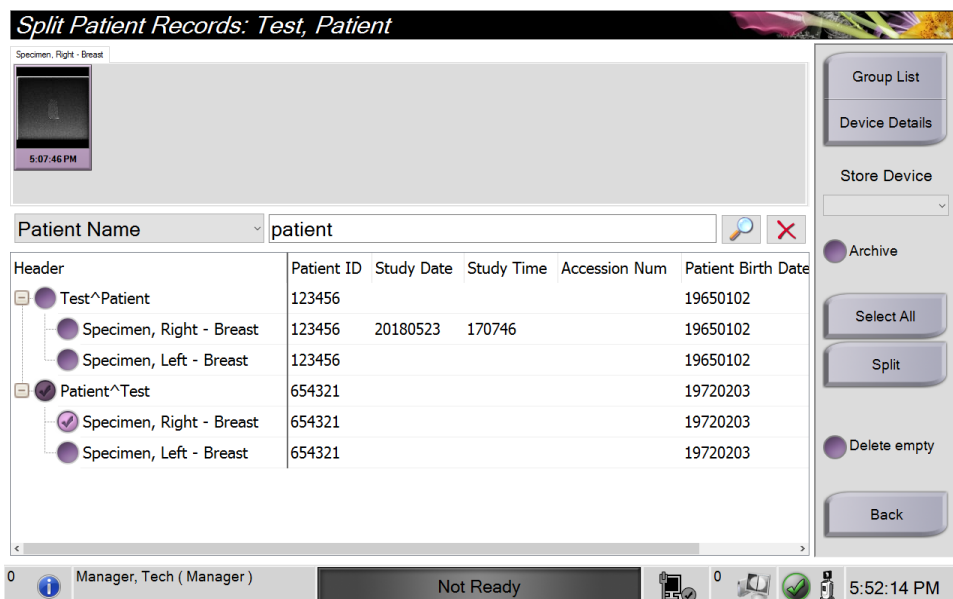 Split Patient Records: Test, Patient
Specimen, Right - Breast
5:07:46 PM
Group List
Device Details
Store Device
Archive
Select All
Split
Delete empty
Back
Patient Name patient
Header Patient ID Study Date Study Time Accession Num Patient Birth Date
Test^Patient 123456 19650102
Specimen, Right - Breast 123456 20180523 170746 19650102
Specimen, Left - Breast 123456 19650102
Patient^Test 654321 19720203
Specimen, Right - Breast 654321 19720203
Specimen, Left - Breast 654321 19720203
0 Manager, Tech ( Manager ) Not Ready 0 5:52:14 PM